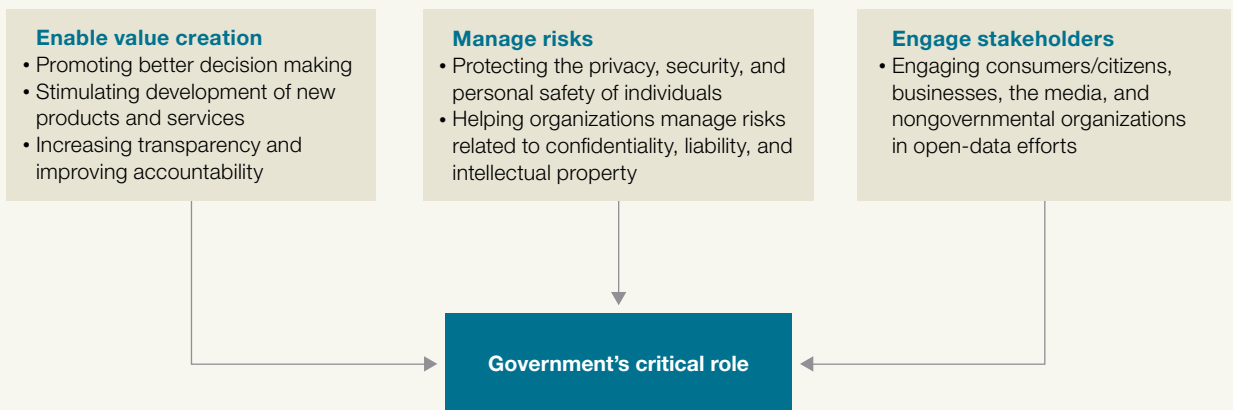 Enable value creation
• Promoting better decision making
• Stimulating development of new
products and services
• Increasing transparency and
improving accountability
Manage risks
• Protecting the privacy, security, and
personal safety of individuals
• Helping organizations manage risks
related to confidentiality, liability, and
intellectual property
Engage stakeholders
• Engaging consumers/citizens,
businesses, the media, and
nongovernmental organizations
in open-data efforts
Government’s critical role